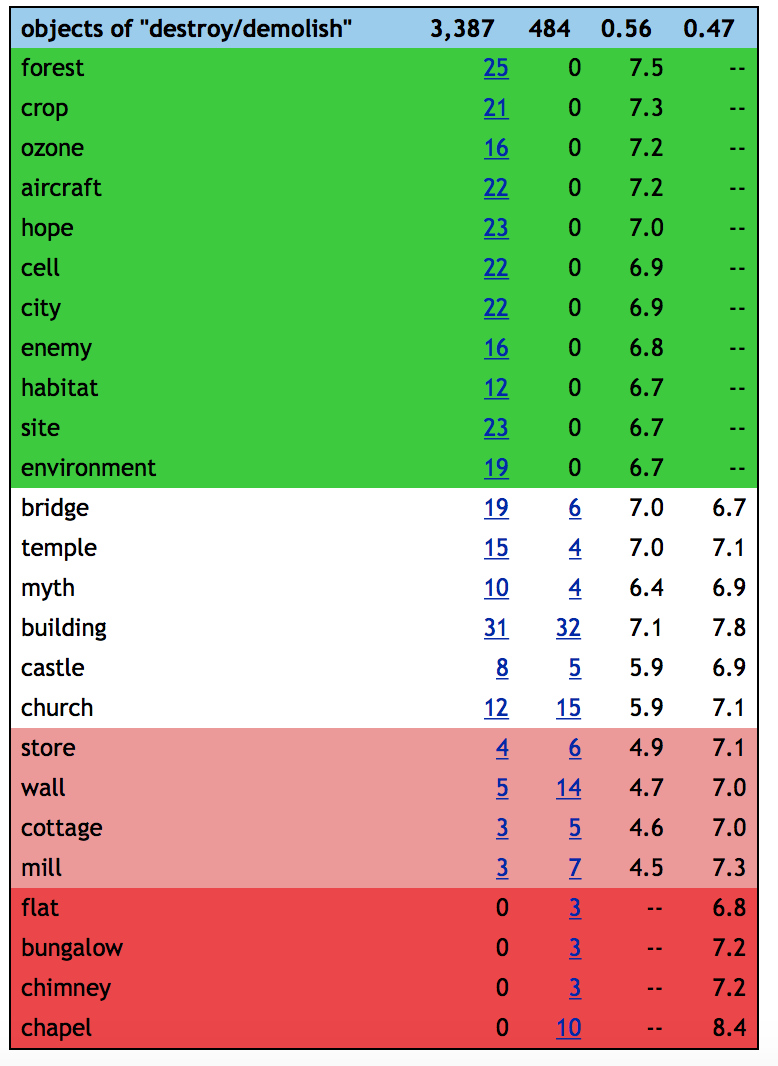 objects of "destroy/demolish" 3,387 484 0.56 0.47
forest 25 0 7.5 --
crop 21 0 7.3 --
ozone 16 0 7.2 --
aircraft 22 0 7.2 --
hope 23 0 7.0 --
cell 22 0 6.9 --
city 22 0 6.9 --
enemy 16 0 6.8 --
habitat 12 0 6.7 --
site 23 0 6.7 --
environment 19 0 6.7 --
bridge 19 6 7.0 6.7
temple 15 4 7.0 7.1
myth 10 4 6.4 6.9
building 31 32 7.1 7.8
castle 8 5 5.9 6.9
church 12 15 5.9 7.1
store 4 6 4.9 7.1
wall 5 14 4.7 7.0
cottage 3 5 4.6 7.0
mill 3 7 4.5 7.3
flat 0 3 -- 6.8
bungalow 0 3 -- 7.2
chimney 0 3 -- 7.2
chapel 0 10 -- 8.4